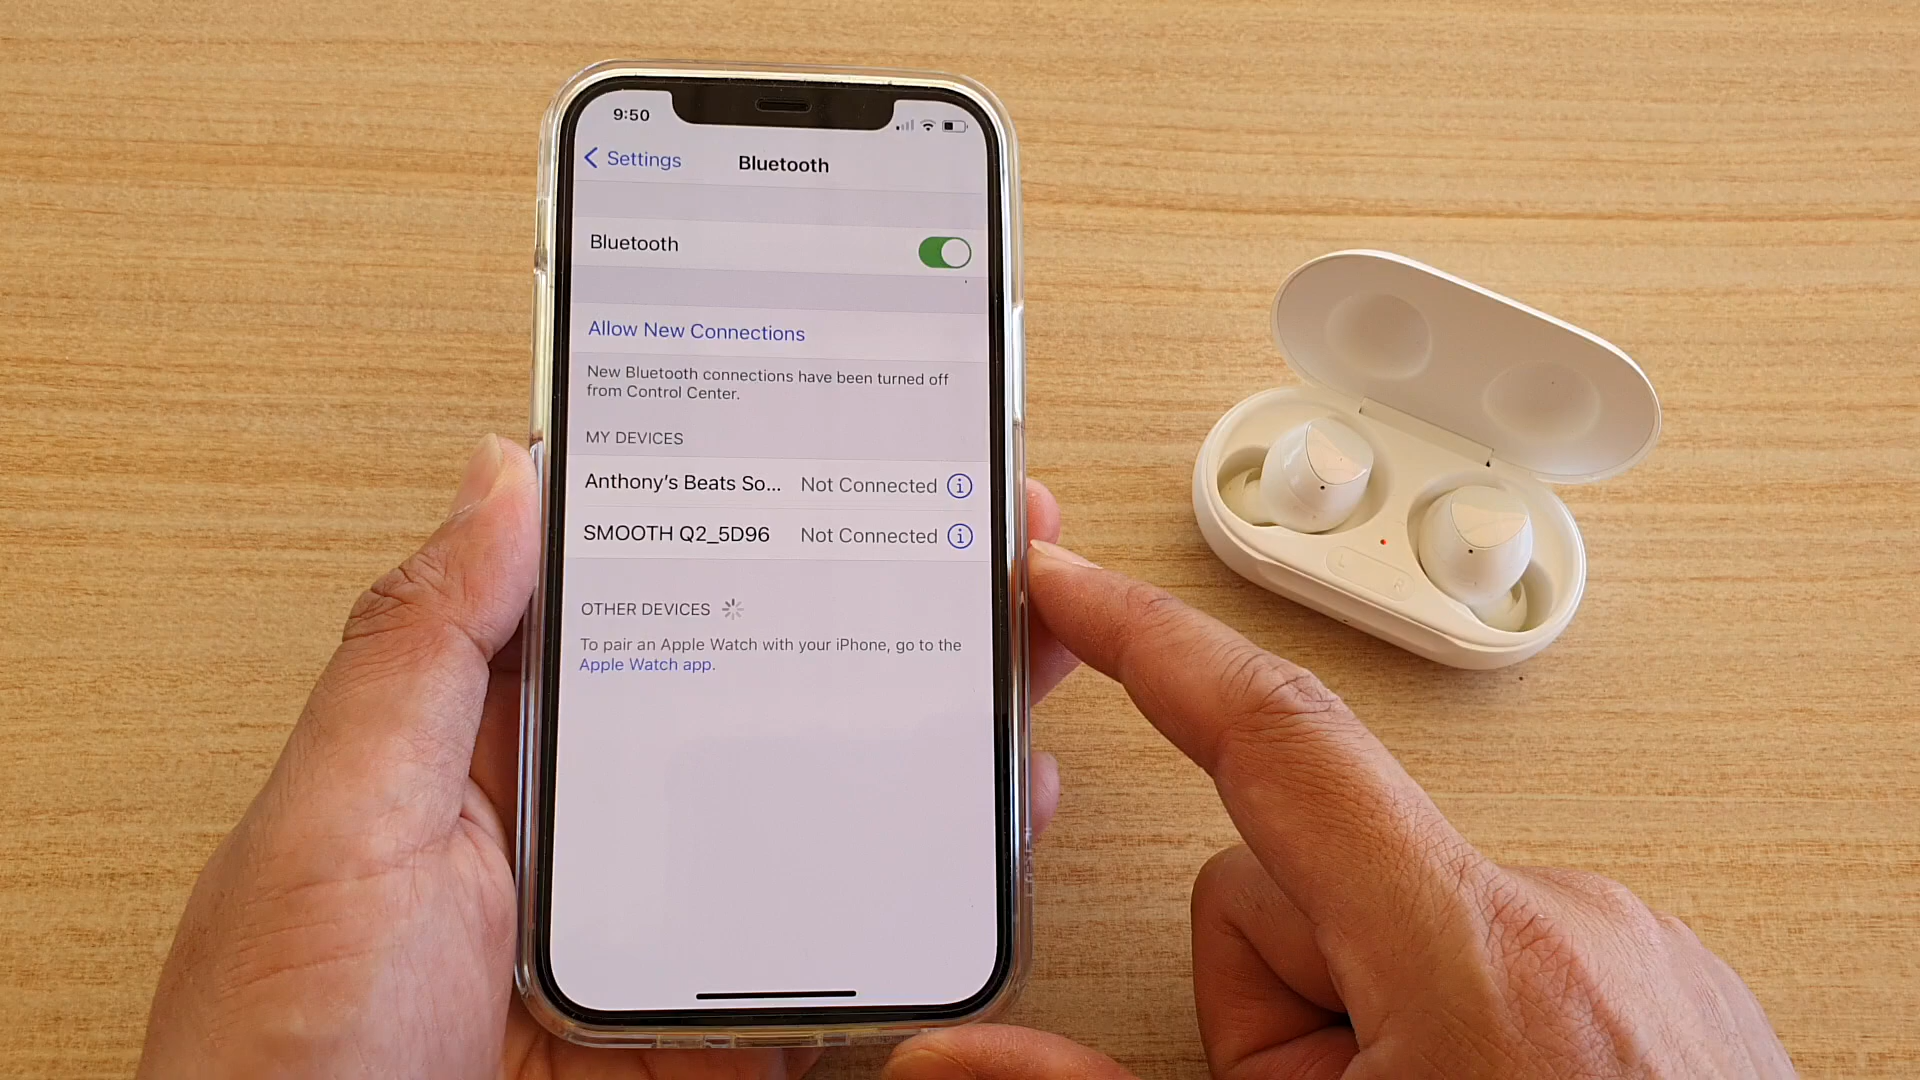 9:50
Settings
Bluetooth
Bluetooth
Allow New Connections
New Bluetooth connections have been turned off
from Control Center.
MY DEVICES
Anthony's Beats So... Not Connected
SMOOTH Q2_5D96 Not Connected
OTHER DEVICES
To pair an Apple Watch with your iPhone, go to the
Apple Watch app.
L
R